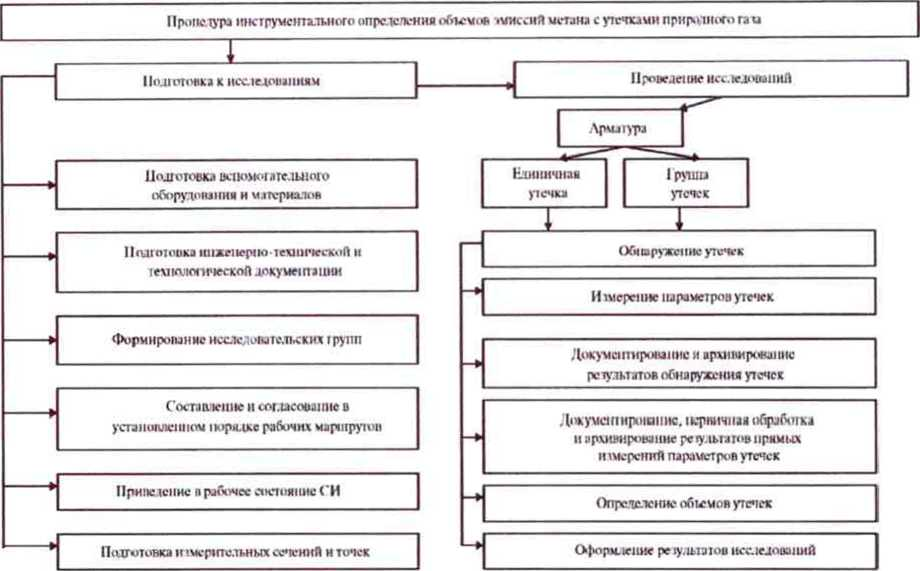 Процедура инструментального определения объемов эмиссий метана с утечками природного газа
Подготовка к исследованиям
Проведение исследований
Арматура
Единичная
утечка
Группа
утечек
Подготовка вспомогательного
оборудования и материалов
Подготовка инженерно-технической и
технологической документации
Формирование исследовательских групп
Составление и согласование в
установленном порядке рабочих маршрутов
Приведение в рабочее состояние СИ
Подготовка измерительных сечений и точек
Обнаружение утечек
Измерение параметров утечек
Документирование и архивирование
результатов обнаружения утечек
Документирование, первичная обработка
и архивирование результатов прямых
измерений параметров утечек
Определение объемов утечек
Оформление результатов исследований